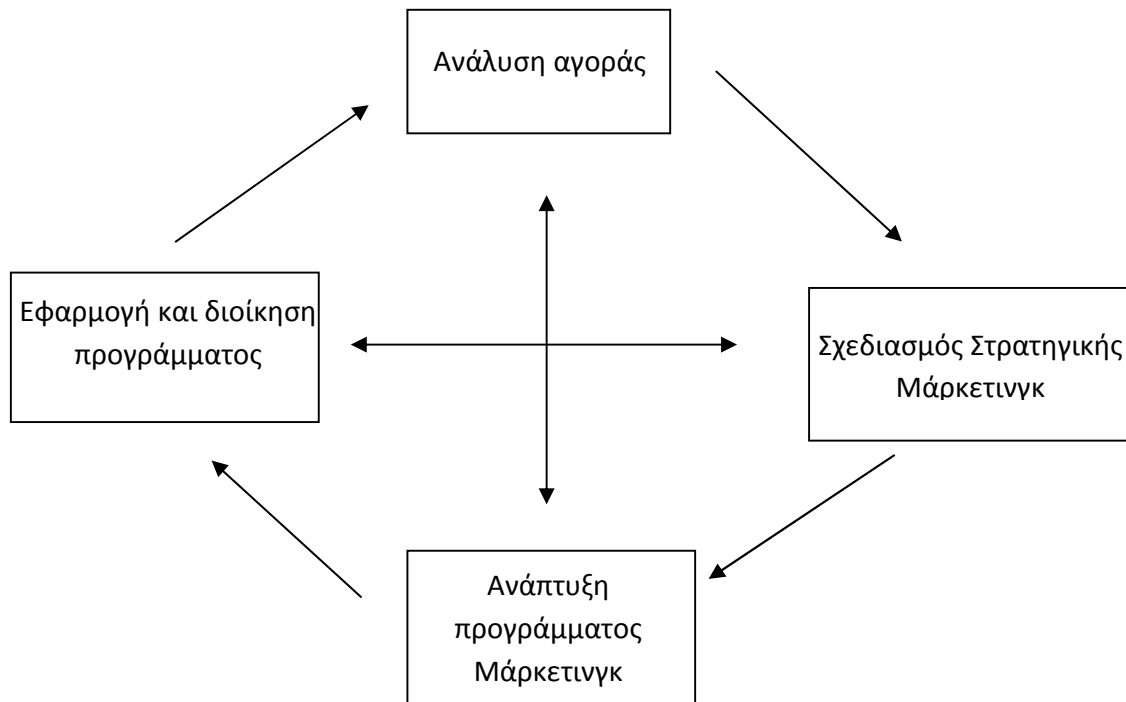 Ανάλυση αγοράς
Εφαρμογή και διοίκηση
προγράμματος
Σχεδιασμός Στρατηγικής
Μάρκετινγκ
Ανάπτυξη
προγράμματος
Μάρκετινγκ